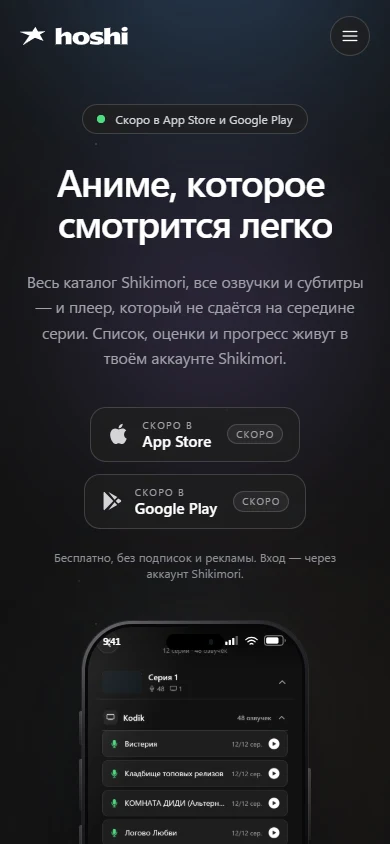 hoshi
Скоро в App Store и Google Play
Аниме, которое
смотрится легко
Весь каталог Shikimori, все озвучки и субтитры
— и плеер, который не сдаётся на середине
серии. Список, оценки и прогресс живут в
твоём аккаунте Shikimori.
СКОРО В
App Store
СКОРО
СКОРО В
Google Play
СКОРО
Бесплатно, без подписок и рекламы. Вход — через
аккаунт Shikimori.
9:41
12 серий · 48 озвучек
Серия 1
48 1
Kodik 48 озвучек
Вистерия 12/12 сер.
Кладбище топовых релизов 12/12 сер.
КОМНАТА ДИДИ (Альтерн... 12/12 сер.
Логово Любви 12/12 сер.